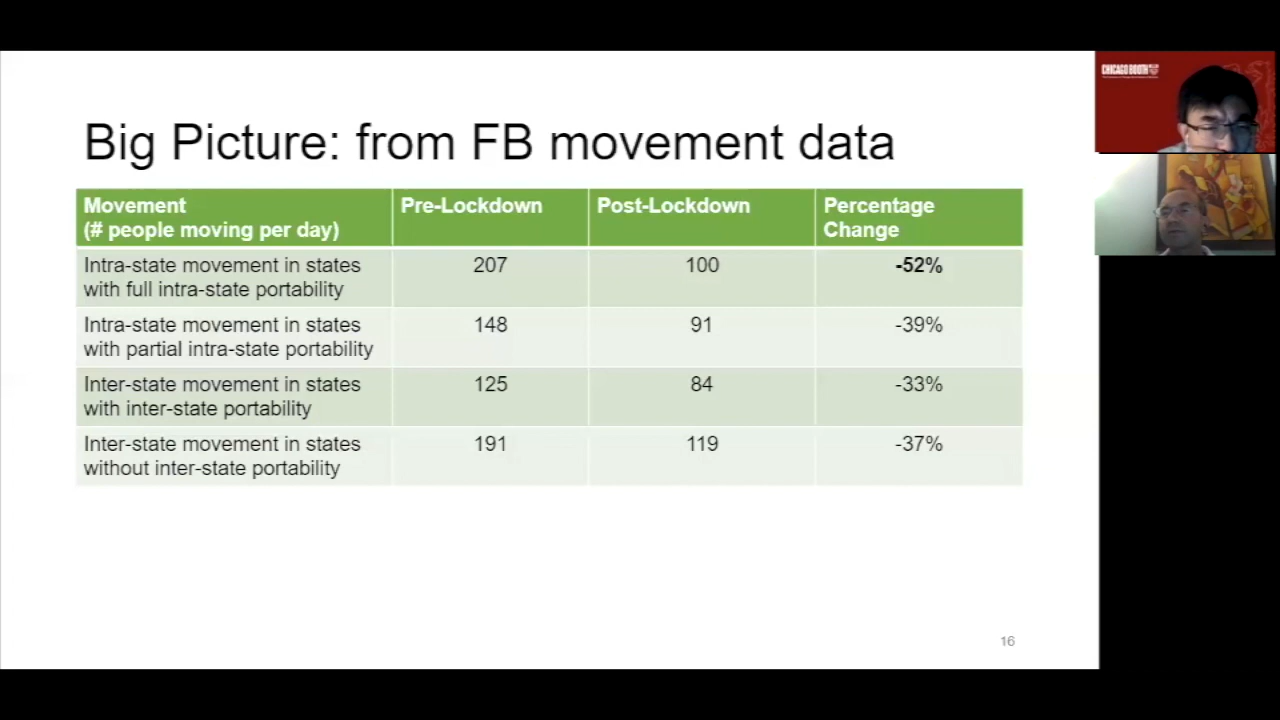 Big Picture: from FB movement data
Movement
(# people moving per day)
Pre-Lockdown
Post-Lockdown
Percentage
Change
Intra-state movement in states
with full intra-state portability
207
100
-52%
Intra-state movement in states
with partial intra-state portability
148
91
-39%
Inter-state movement in states
with inter-state portability
125
84
-33%
Inter-state movement in states
without inter-state portability
191
119
-37%
16
CHICAGO BOOTH